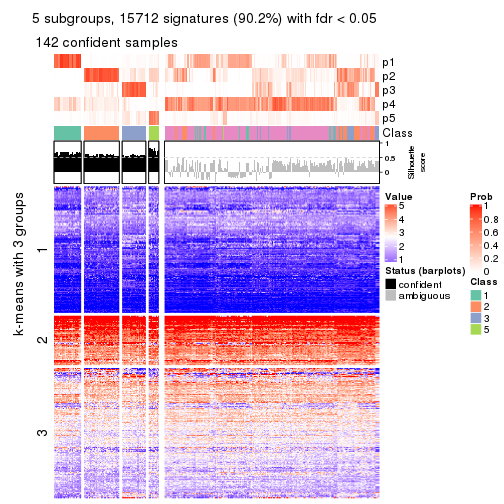 5 subgroups, 15712 signatures (90.2%) with fdr < 0.05
142 confident samples
p1
p2
p3
p4
p5
Class
1
0.5
0
Silhouette
score
k-means with 3 groups
1
2
3
Value
5
4
3
2
1
Status (barplots)
confident
ambiguous
Prob
1
0.8
0.6
0.4
0.2
0
Class
1
2
3
5